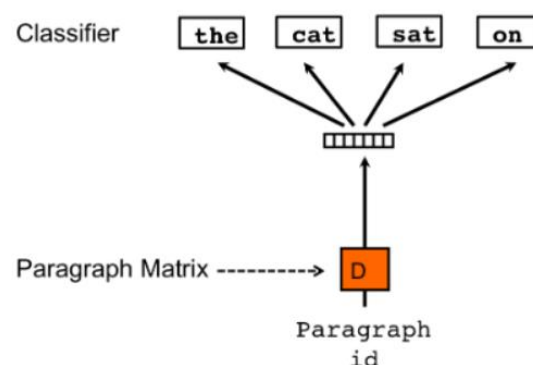 Classifier
the cat sat on
Paragraph Matrix
D
Paragraph
id